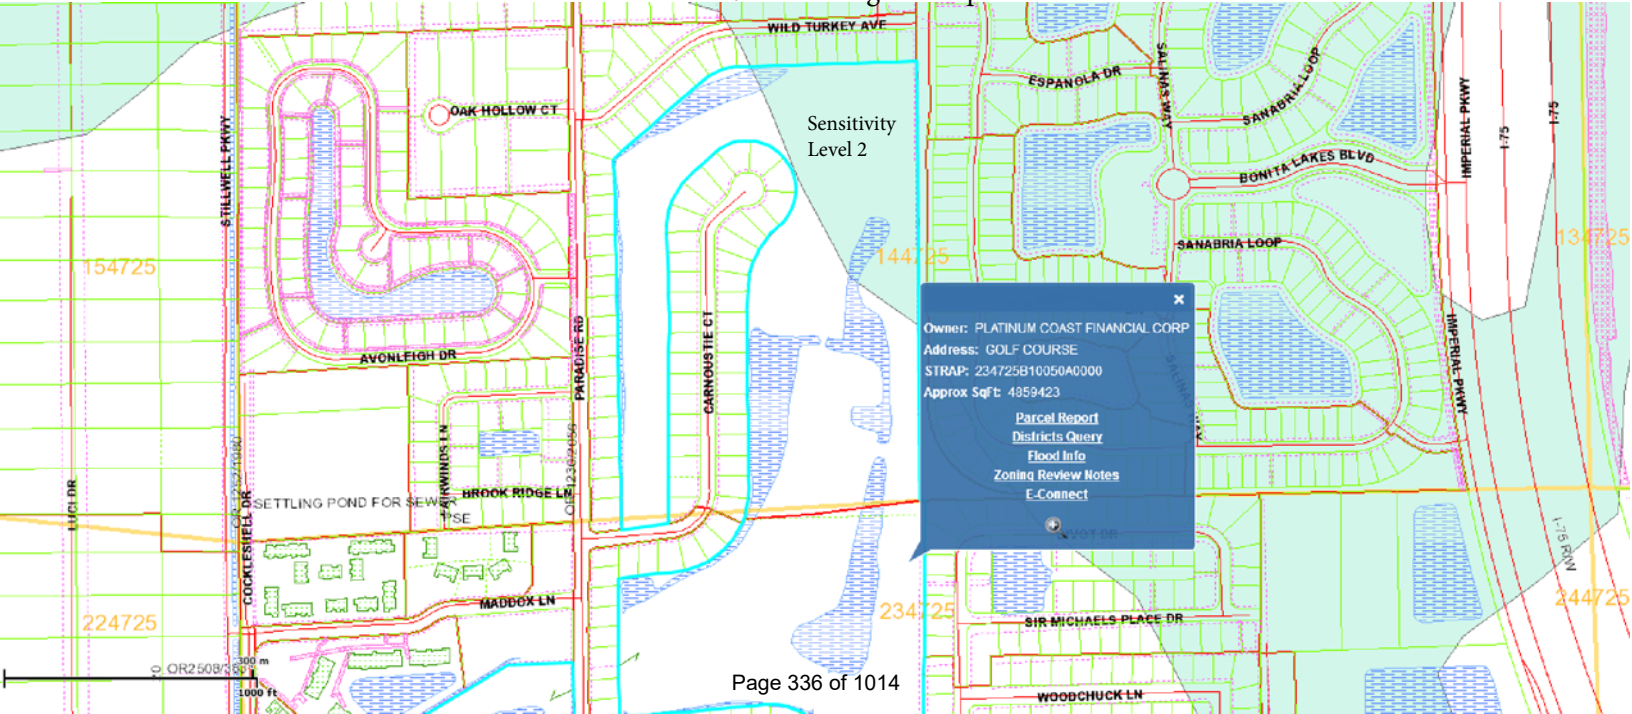 WILD TURKEY AVE
ESPANOLA DR
SALINAS WAY
SANABRIA LOOP
IMPERIAL PKWY
I-75
I-75
OAK HOLLOW CT
Sensitivity
Level 2
STILLWELL PKWY
BONITA LAKES BLVD
SANABRIA LOOP
134725
144725
154725
Owner: PLATINUM COAST FINANCIAL CORP
Address: GOLF COURSE
STRAP: 234725B10050A0000
Approx SqFt: 4859423
Parcel Report
Districts Query
Flood Info
Zoning Review Notes
E-Connect
AVONLEIGH DR
PARADISE RD
CARNOUSTIE CT
IMPERIAL PKWY
FAIRWINDS LN
BROOK RIDGE LN
LUCI DR
SETTLING POND FOR SEWER
PSE
COCKLESHELL DR
I-75 R/W
MADDOX LN
224725
234725
244725
SIR MICHAELS PLACE DR
300 m
1000 ft
Page 336 of 1014
WOODCHUCK LN